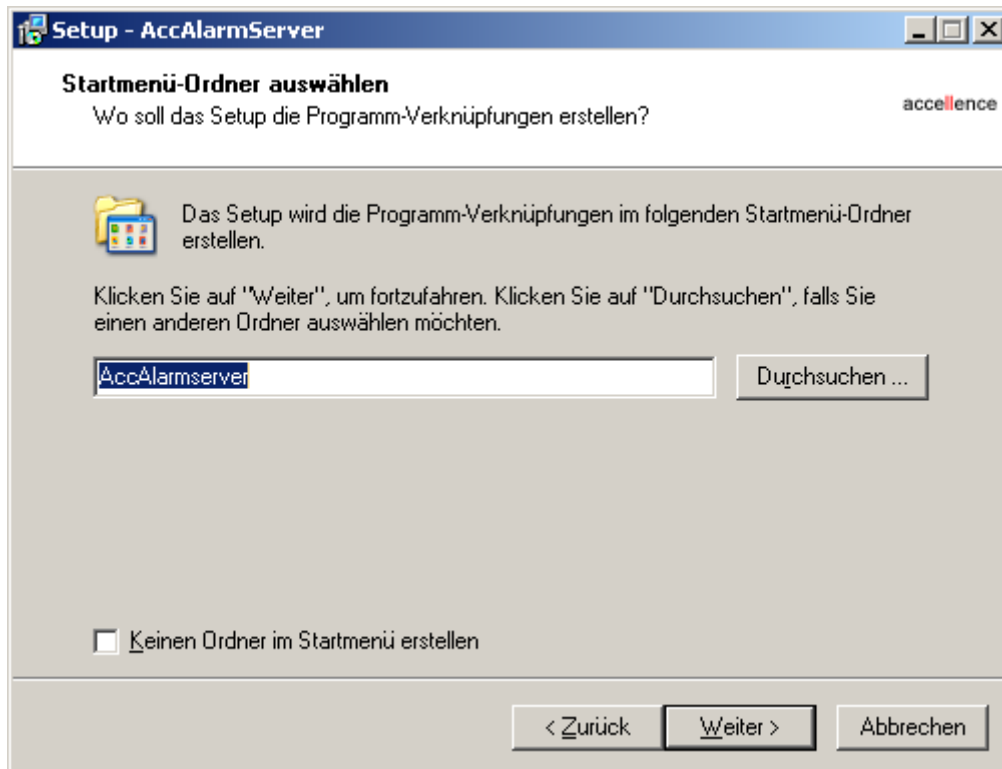 Setup - AccAlarmServer
Startmenü-Ordner auswählen
Wo soll das Setup die Programm-Verknüpfungen erstellen?
accellence
Das Setup wird die Programm-Verknüpfungen im folgenden Startmenü-Ordner
erstellen.
Klicken Sie auf "Weiter", um fortzufahren. Klicken Sie auf "Durchsuchen", falls Sie
einen anderen Ordner auswählen möchten.
AccAlarmserver
Durchsuchen ...
Keinen Ordner im Startmenü erstellen
< Zurück
Weiter >
Abbrechen